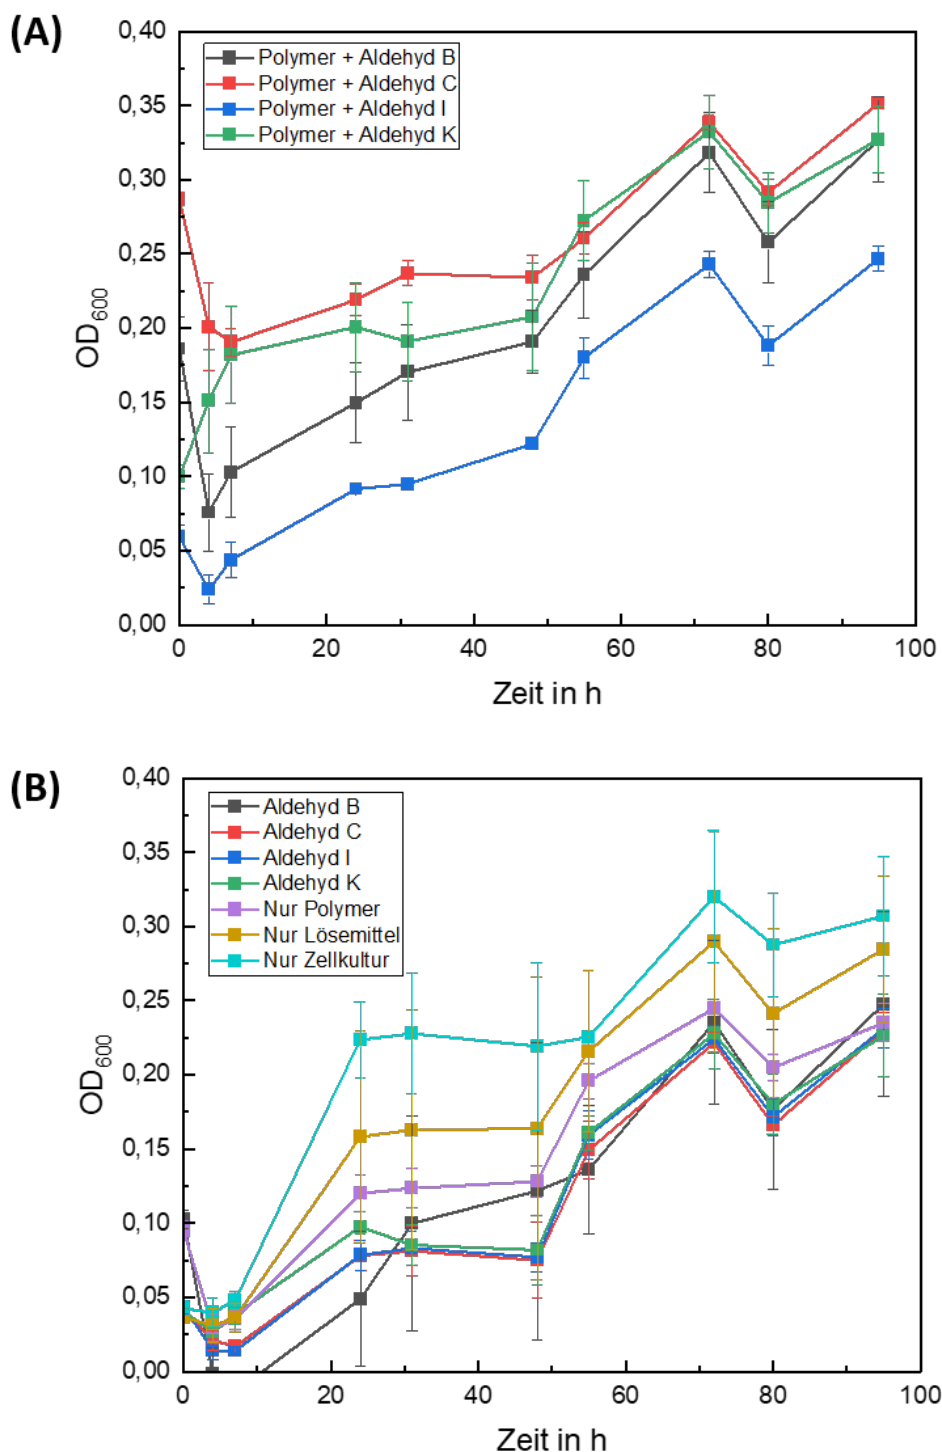 (A)
0,40
0,35
0,30
0,25
0,20
0,15
0,10
0,05
0,00
OD600
Polymer + Aldehyd B
Polymer + Aldehyd C
Polymer + Aldehyd I
Polymer + Aldehyd K
0 20 40 60 80 100
Zeit in h
(B)
0,40
0,35
0,30
0,25
0,20
0,15
0,10
0,05
0,00
OD600
Aldehyd B
Aldehyd C
Aldehyd I
Aldehyd K
Nur Polymer
Nur Lösemittel
Nur Zellkultur
0 20 40 60 80 100
Zeit in h